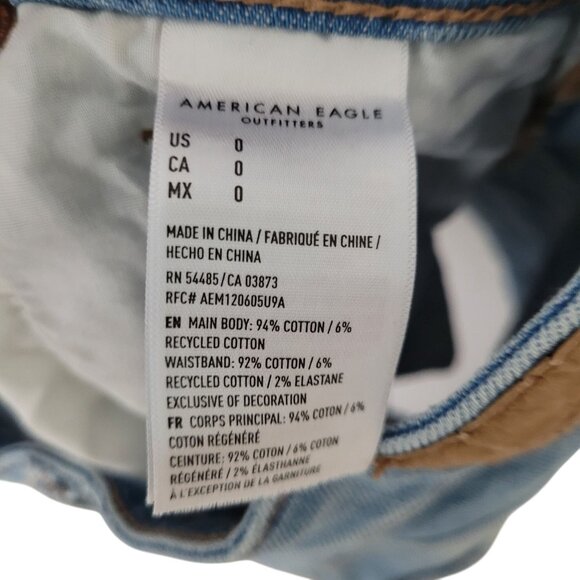 AMERICAN EAGLE
OUTFITTERS
US 0
CA 0
MX 0
MADE IN CHINA / FABRIQUÉ EN CHINE /
HECHO EN CHINA
RN 54485/CA 03873
RFC# AEM120605U9A
EN MAIN BODY: 94% COTTON / 6%
RECYCLED COTTON
WAISTBAND: 92% COTTON / 6%
RECYCLED COTTON / 2% ELASTANE
EXCLUSIVE OF DECORATION
FR CORPS PRINCIPAL: 94% COTON / 6%
COTON RÉGÉNÉRÉ
CEINTURE: 92% COTON / 6% COTON
RÉGÉNÉRÉ / 2% ÉLASTHANNE
À L'EXCEPTION DE LA GARNITURE